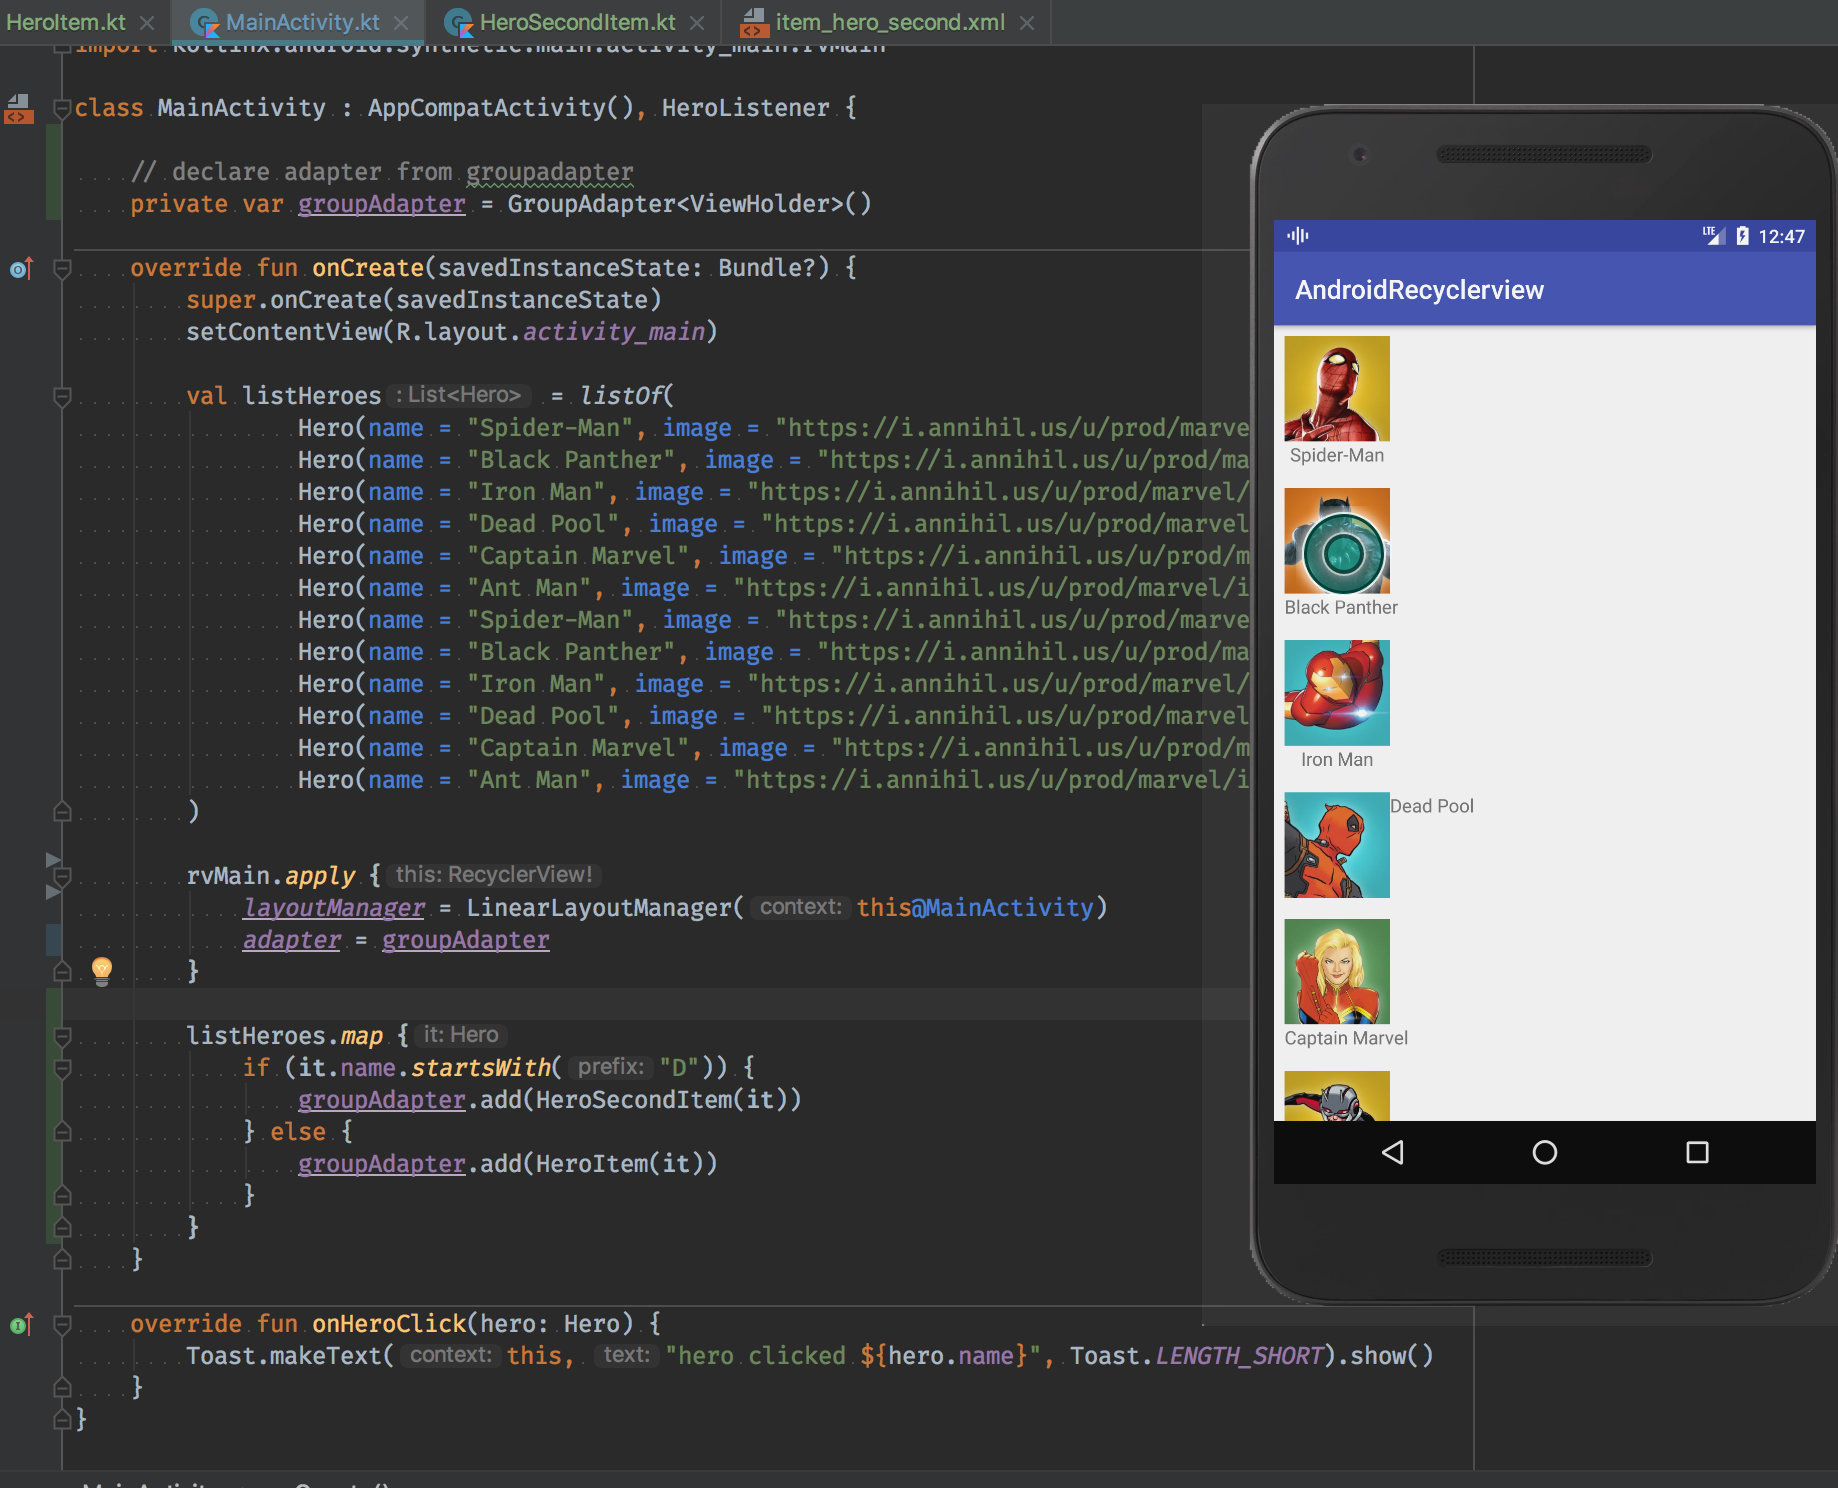 HeroItem.kt
MainActivity.kt
HeroSecondItem.kt
item_hero_second.xml
import kotlinx.android.synthetic.main.activity_main.rvMain
class MainActivity : AppCompatActivity(), HeroListener {
// declare adapter from groupadapter
private var groupAdapter = GroupAdapter<ViewHolder>()
override fun onCreate(savedInstanceState: Bundle?) {
super.onCreate(savedInstanceState)
setContentView(R.layout.activity_main)
val listHeroes : List<Hero> = listOf(
Hero(name = "Spider-Man", image = "https://i.annihil.us/u/prod/marve
Hero(name = "Black Panther", image = "https://i.annihil.us/u/prod/ma
Hero(name = "Iron Man", image = "https://i.annihil.us/u/prod/marvel/
Hero(name = "Dead Pool", image = "https://i.annihil.us/u/prod/marvel
Hero(name = "Captain Marvel", image = "https://i.annihil.us/u/prod/m
Hero(name = "Ant Man", image = "https://i.annihil.us/u/prod/marvel/i
Hero(name = "Spider-Man", image = "https://i.annihil.us/u/prod/marve
Hero(name = "Black Panther", image = "https://i.annihil.us/u/prod/ma
Hero(name = "Iron Man", image = "https://i.annihil.us/u/prod/marvel/
Hero(name = "Dead Pool", image = "https://i.annihil.us/u/prod/marvel
Hero(name = "Captain Marvel", image = "https://i.annihil.us/u/prod/m
Hero(name = "Ant Man", image = "https://i.annihil.us/u/prod/marvel/i
)
rvMain.apply { this: RecyclerView!
layoutManager = LinearLayoutManager( context: this@MainActivity)
adapter = groupAdapter
}
listHeroes.map { it: Hero
if (it.name.startsWith( prefix: "D")) {
groupAdapter.add(HeroSecondItem(it))
} else {
groupAdapter.add(HeroItem(it))
}
}
}
override fun onHeroClick(hero: Hero) {
Toast.makeText( context: this, text: "hero clicked ${hero.name}", Toast.LENGTH_SHORT).show()
}
}
LTE
12:47
AndroidRecyclerview
Spider-Man
Black Panther
Iron Man
Dead Pool
Captain Marvel